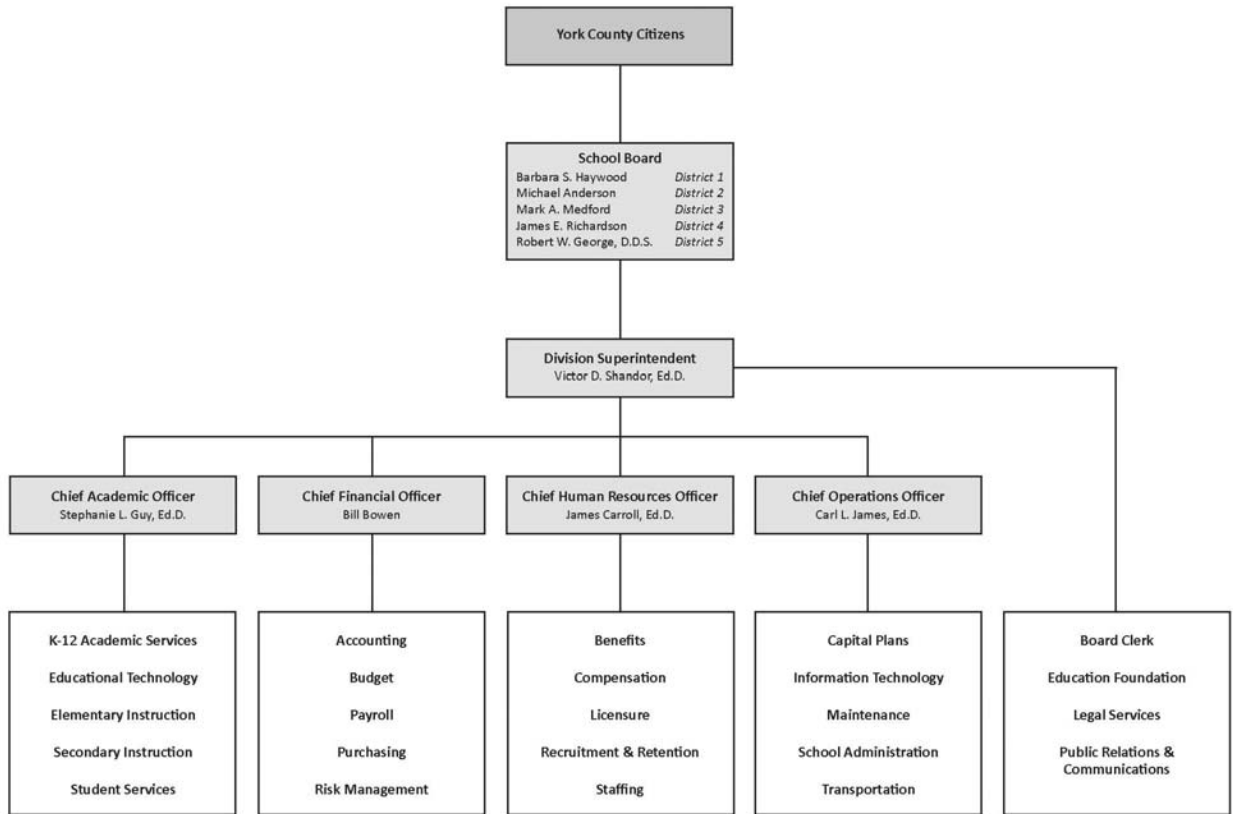 York County Citizens
School Board
Barbara S. Haywood District 1
Michael Anderson District 2
Mark A. Medford District 3
James E. Richardson District 4
Robert W. George, D.D.S. District 5
Division Superintendent
Victor D. Shandor, Ed.D.
Chief Academic Officer
Stephanie L. Guy, Ed.D.
Chief Financial Officer
Bill Bowen
Chief Human Resources Officer
James Carroll, Ed.D.
Chief Operations Officer
Carl L. James, Ed.D.
K-12 Academic Services
Educational Technology
Elementary Instruction
Secondary Instruction
Student Services
Accounting
Budget
Payroll
Purchasing
Risk Management
Benefits
Compensation
Licensure
Recruitment & Retention
Staffing
Capital Plans
Information Technology
Maintenance
School Administration
Transportation
Board Clerk
Education Foundation
Legal Services
Public Relations &
Communications